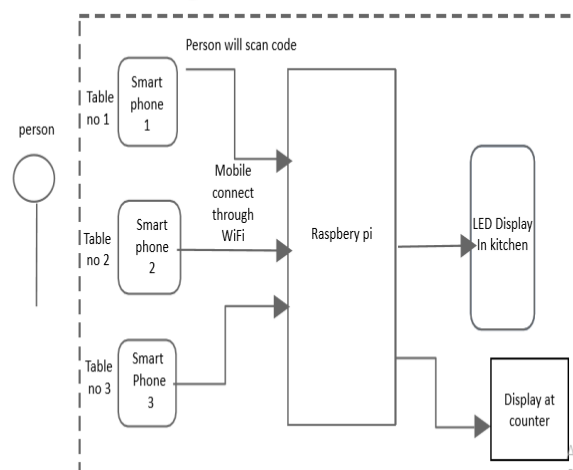 Person will scan code
Smart
phone
1
Table
no 1
person
Mobile
connect
through
WiFi
Smart
phone
2
Table
no 2
Raspbery pi
LED Display
In kitchen
Smart
Phone
3
Table
no 3
Display at
counter